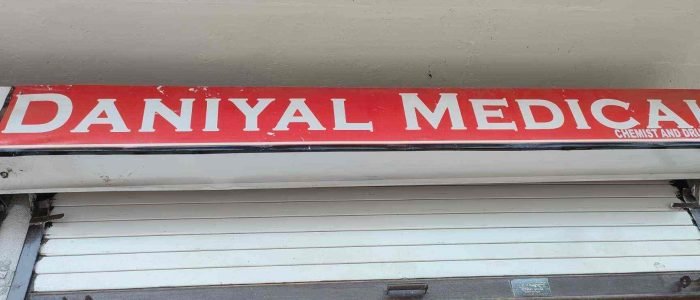 DANIYAL MEDICAL
CHEMIST AND